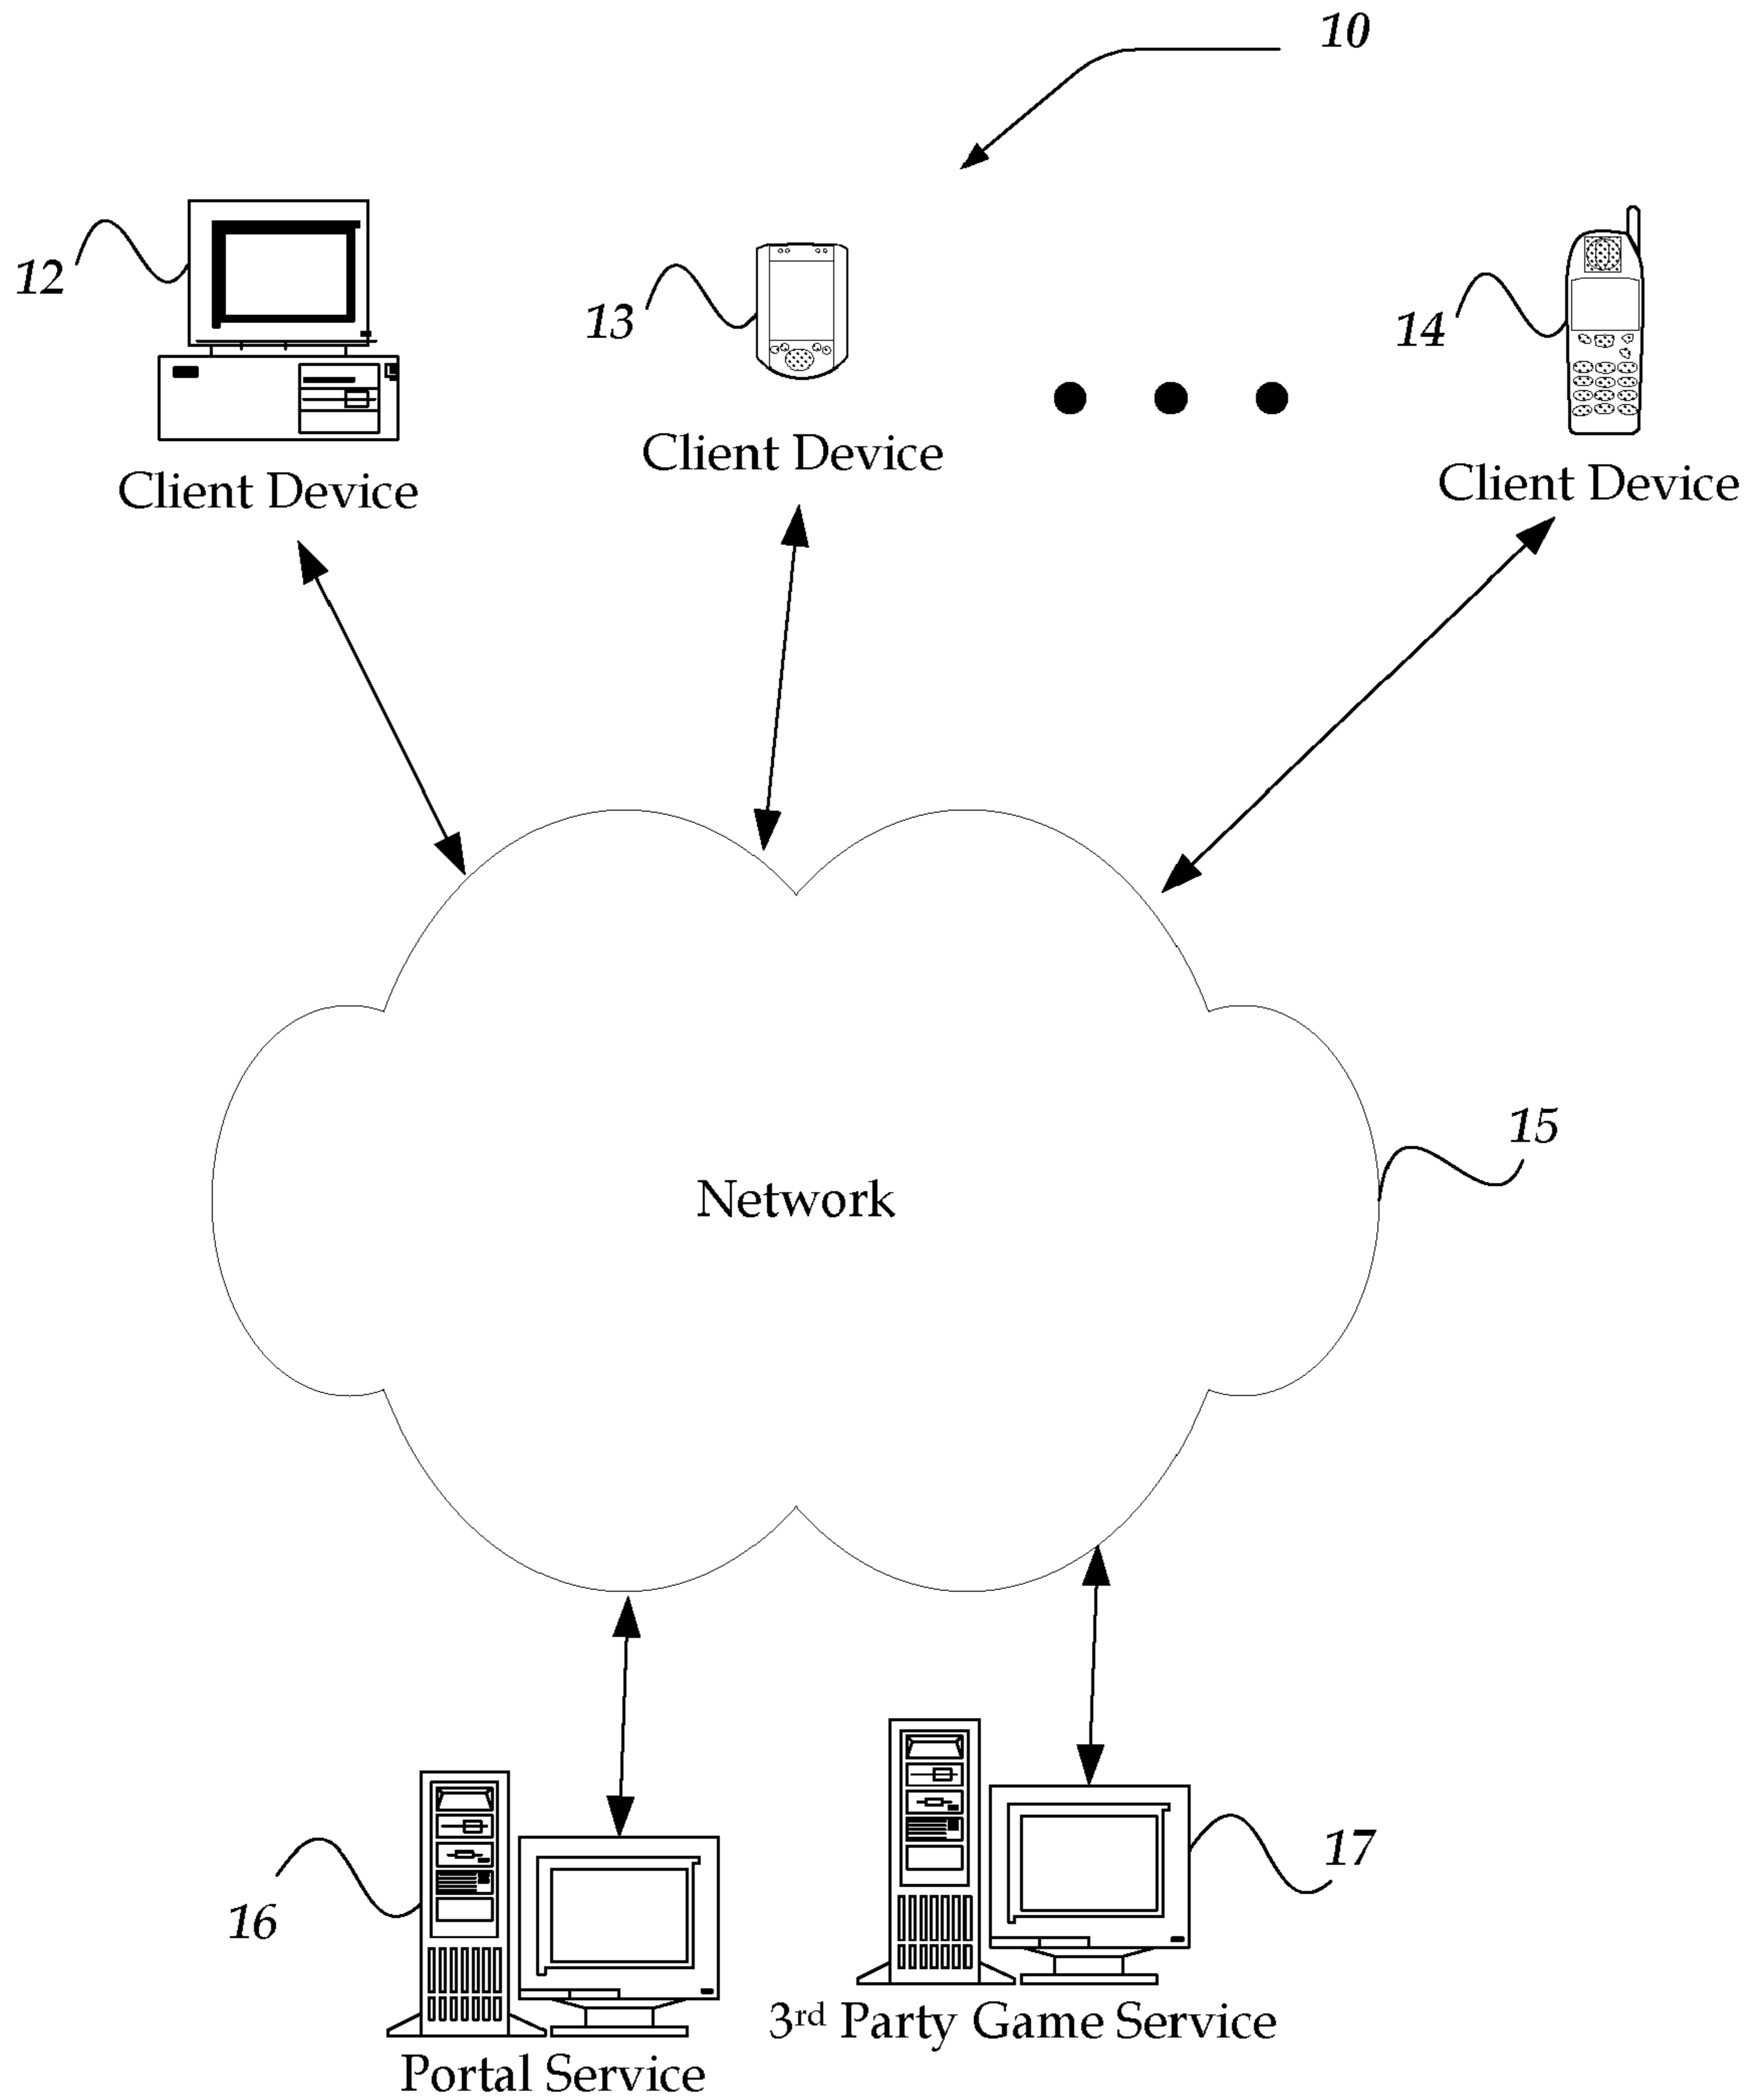 10
12
13
14
Client Device
Client Device
Client Device
15
Network
17
16
3rd Party Game Service
Portal Service